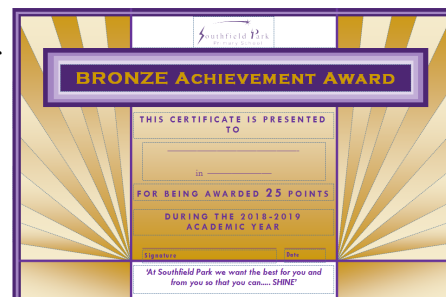 Southfield Park
Primary School
BRONZE ACHIEVEMENT AWARD
THIS CERTIFICATE IS PRESENTED
TO
in
FOR BEING AWARDED 25 POINTS
DURING THE 2018-2019
ACADEMIC YEAR
Signature Date
'At Southfield Park we want the best for you and
from you so that you can..... SHINE'